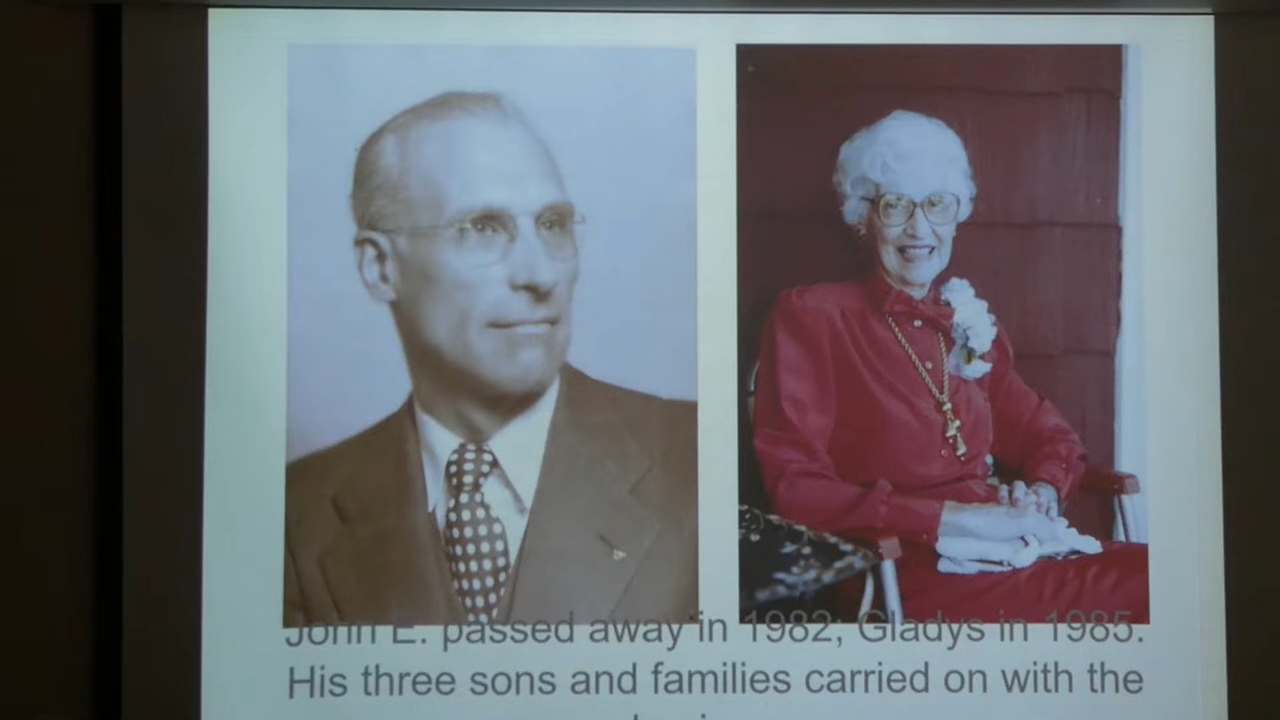 John E. passed away in 1982; Gladys in 1985.
His three sons and families carried on with the